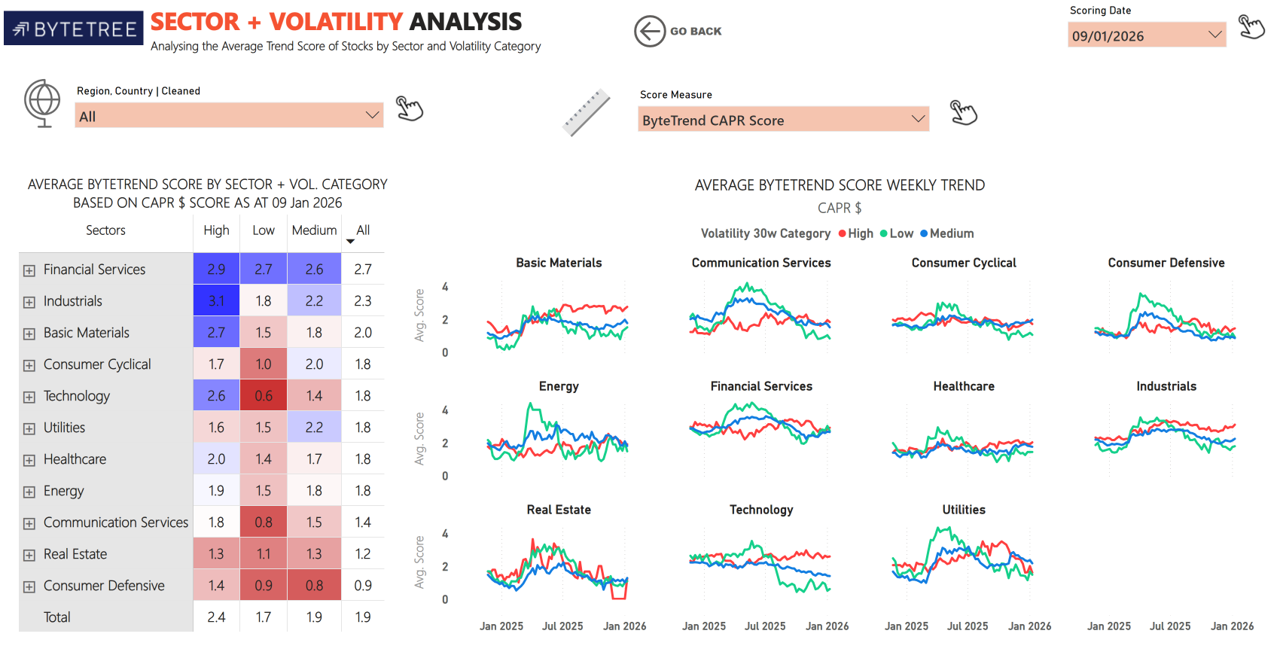 BYTETREE
SECTOR + VOLATILITY ANALYSIS
Analysing the Average Trend Score of Stocks by Sector and Volatility Category
GO BACK
Scoring Date
09/01/2026
Region, Country | Cleaned
All
Score Measure
ByteTrend CAPR Score
AVERAGE BYTETREND SCORE BY SECTOR + VOL. CATEGORY
BASED ON CAPR $ SCORE AS AT 09 Jan 2026
Sectors High Low Medium All
Financial Services 2.9 2.7 2.6 2.7
Industrials 3.1 1.8 2.2 2.3
Basic Materials 2.7 1.5 1.8 2.0
Consumer Cyclical 1.7 1.0 2.0 1.8
Technology 2.6 0.6 1.4 1.8
Utilities 1.6 1.5 2.2 1.8
Healthcare 2.0 1.4 1.7 1.8
Energy 1.9 1.5 1.8 1.8
Communication Services 1.8 0.8 1.5 1.4
Real Estate 1.3 1.1 1.3 1.2
Consumer Defensive 1.4 0.9 0.8 0.9
Total 2.4 1.7 1.9 1.9
AVERAGE BYTETREND SCORE WEEKLY TREND
CAPR $
Volatility 30w Category High Low Medium
Basic Materials Communication Services Consumer Cyclical Consumer Defensive
Avg. Score
4
2
0
Energy Financial Services Healthcare Industrials
Avg. Score
4
2
0
Real Estate Technology Utilities
Avg. Score
4
2
0
Jan 2025 Jul 2025 Jan 2026 Jan 2025 Jul 2025 Jan 2026 Jan 2025 Jul 2025 Jan 2026 Jan 2025 Jul 2025 Jan 2026